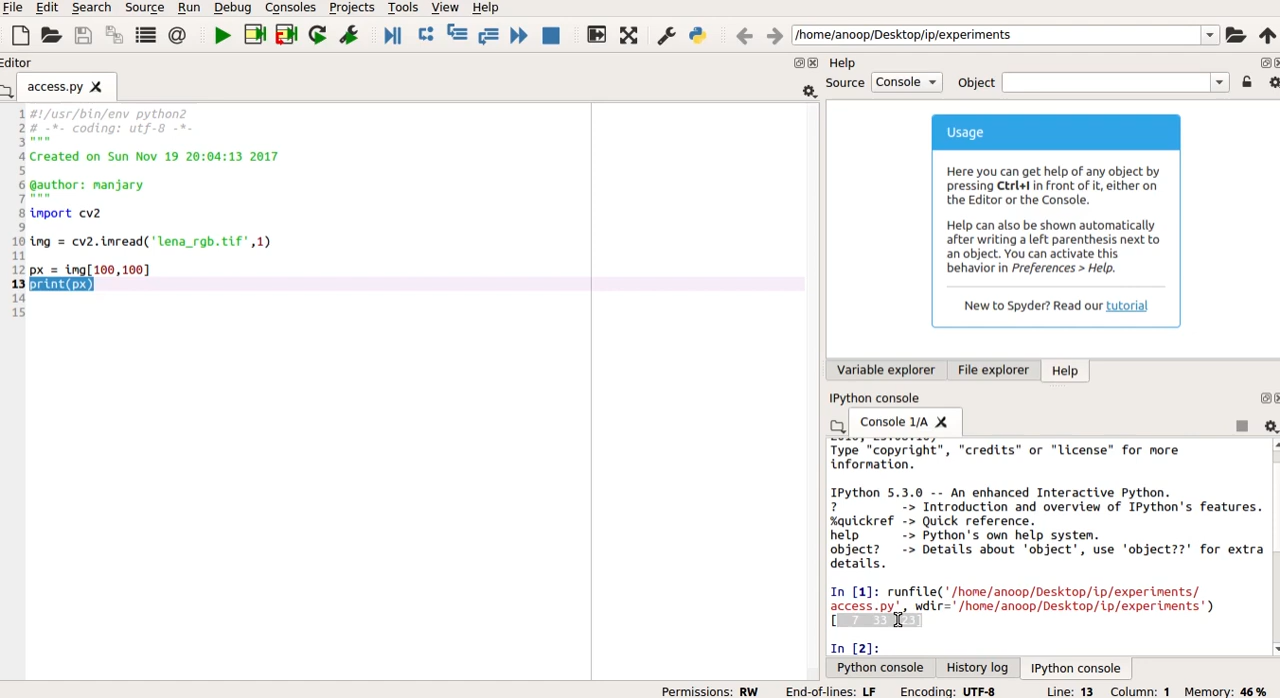 File Edit Search Source Run Debug Consoles Projects Tools View Help
/home/anoop/Desktop/ip/experiments
Editor
access.py
1 #!/usr/bin/env python2
2 # -*- coding: utf-8 -*-
3 """
4 Created on Sun Nov 19 20:04:13 2017
5
6 @author: manjary
7 """
8 import cv2
9
10 img = cv2.imread('lena_rgb.tif',1)
11
12 px = img[100,100]
13 print(px)
14
15
Help
Source Console Object
Usage
Here you can get help of any object by
pressing Ctrl+I in front of it, either on
the Editor or the Console.
Help can also be shown automatically
after writing a left parenthesis next to
an object. You can activate this
behavior in Preferences > Help.
New to Spyder? Read our tutorial
Variable explorer File explorer Help
IPython console
Console 1/A
Type "copyright", "credits" or "license" for more
information.
IPython 5.3.0 -- An enhanced Interactive Python.
? -> Introduction and overview of IPython's features.
%quickref -> Quick reference.
help -> Python's own help system.
object? -> Details about 'object', use 'object??' for extra
details.
In [1]: runfile('/home/anoop/Desktop/ip/experiments/
access.py', wdir='/home/anoop/Desktop/ip/experiments')
[ 7 33
In [2]:
Python console History log IPython console
Permissions: RW End-of-lines: LF Encoding: UTF-8 Line: 13 Column: 1 Memory: 46 %